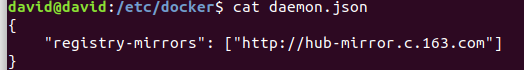 david@david:/etc/docker$ cat daemon.json
{
    "registry-mirrors": ["http://hub-mirror.c.163.com"]
}